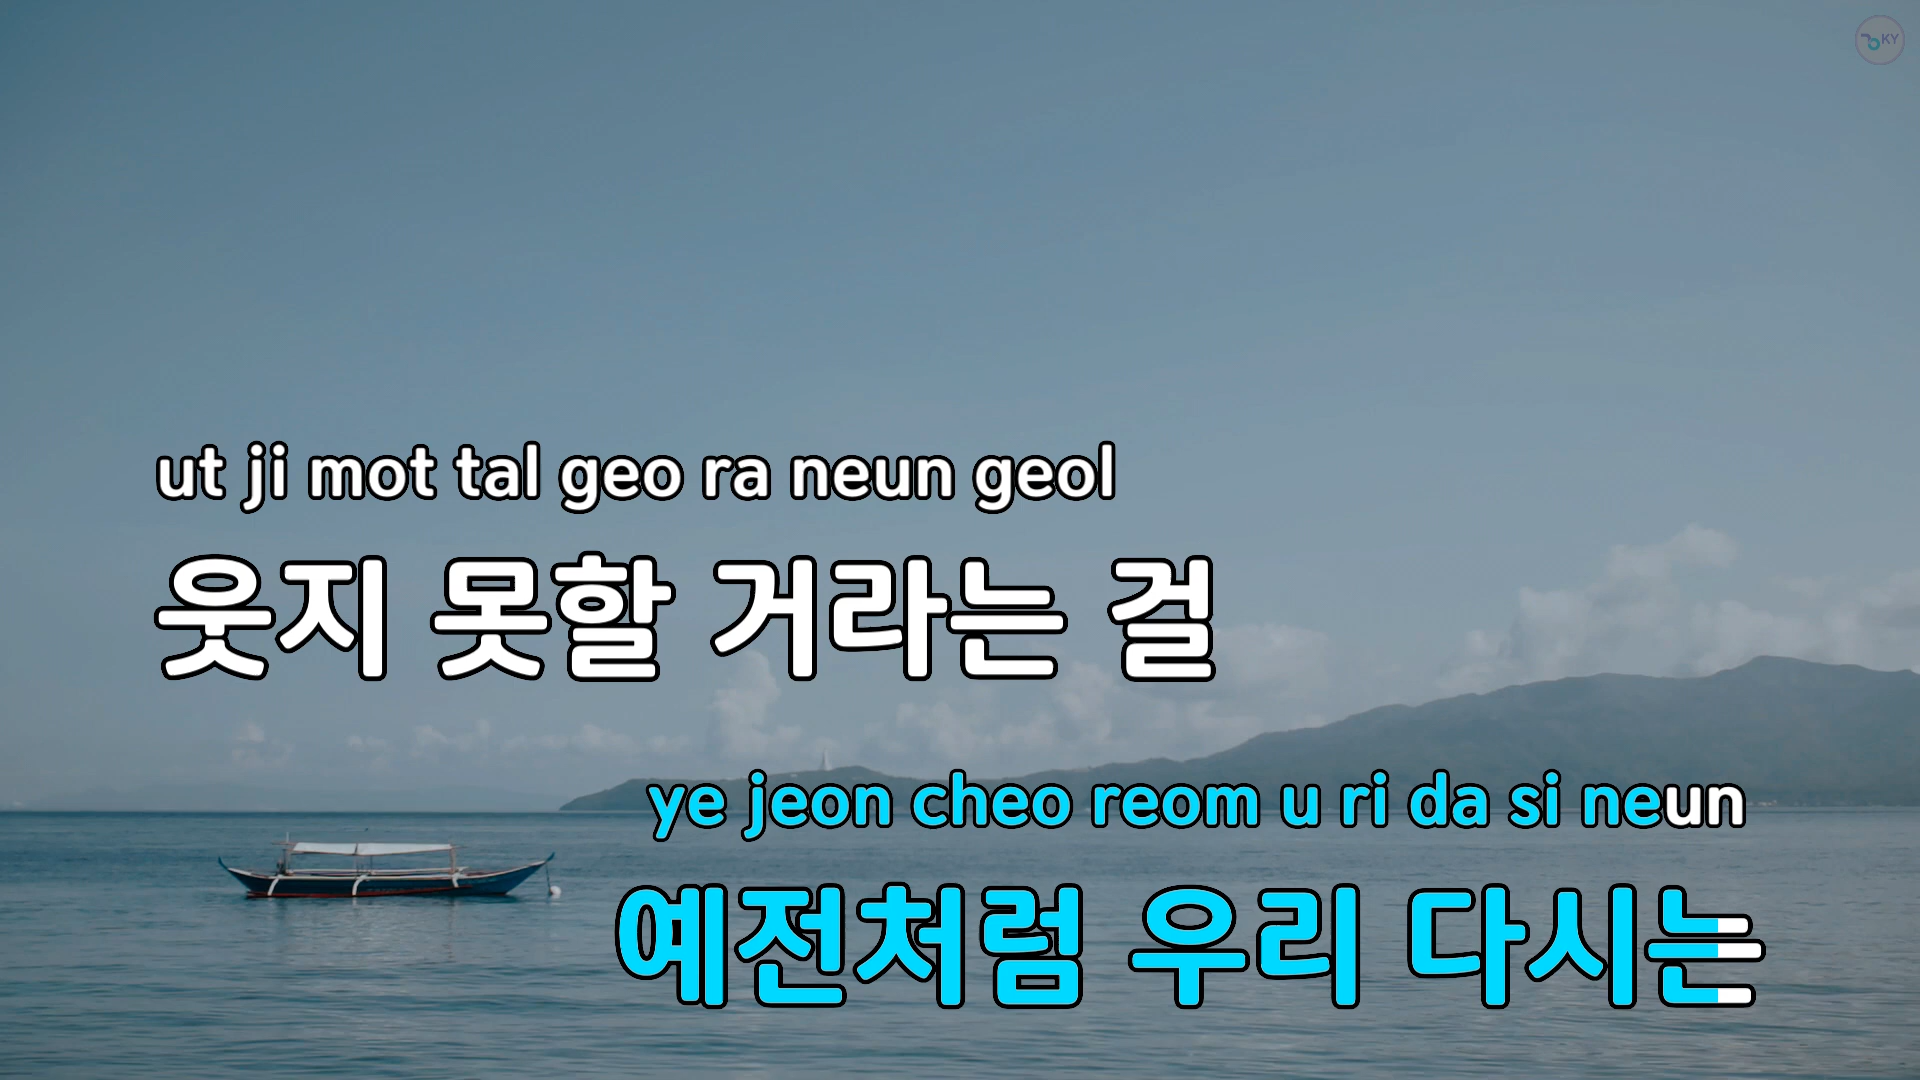 KY
ut ji mot tal geo ra neun geol
웃지 못할 거라는 걸
ye jeon cheo reom u ri da si neun
예전처럼 우리 다시는